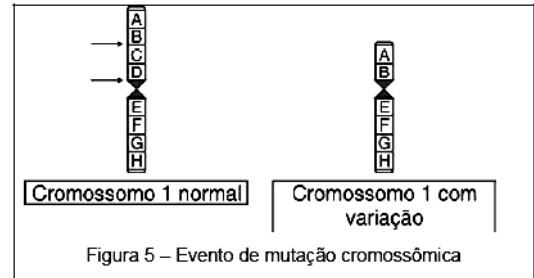 A
B
C
D
E
F
G
H
Cromossomo 1 normal
A
B
E
F
G
H
Cromossomo 1 com
variação
Figura 5 – Evento de mutação cromossômica